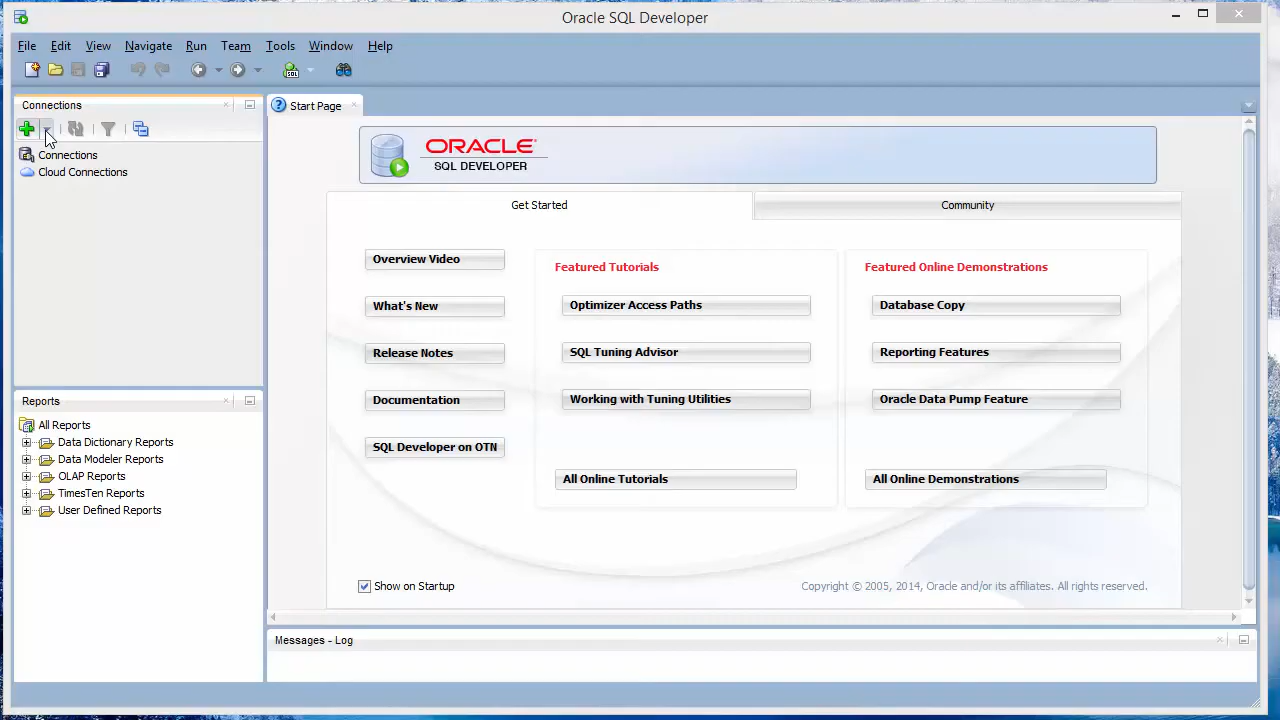 Oracle SQL Developer
File Edit View Navigate Run Team Tools Window Help
Connections
Connections
Cloud Connections
Reports
All Reports
Data Dictionary Reports
Data Modeler Reports
OLAP Reports
TimesTen Reports
User Defined Reports
Start Page
ORACLE
SQL DEVELOPER
Get Started
Community
Overview Video
What's New
Release Notes
Documentation
SQL Developer on OTN
Featured Tutorials
Optimizer Access Paths
SQL Tuning Advisor
Working with Tuning Utilities
All Online Tutorials
Featured Online Demonstrations
Database Copy
Reporting Features
Oracle Data Pump Feature
All Online Demonstrations
Show on Startup
Copyright © 2005, 2014, Oracle and/or its affiliates. All rights reserved.
Messages - Log